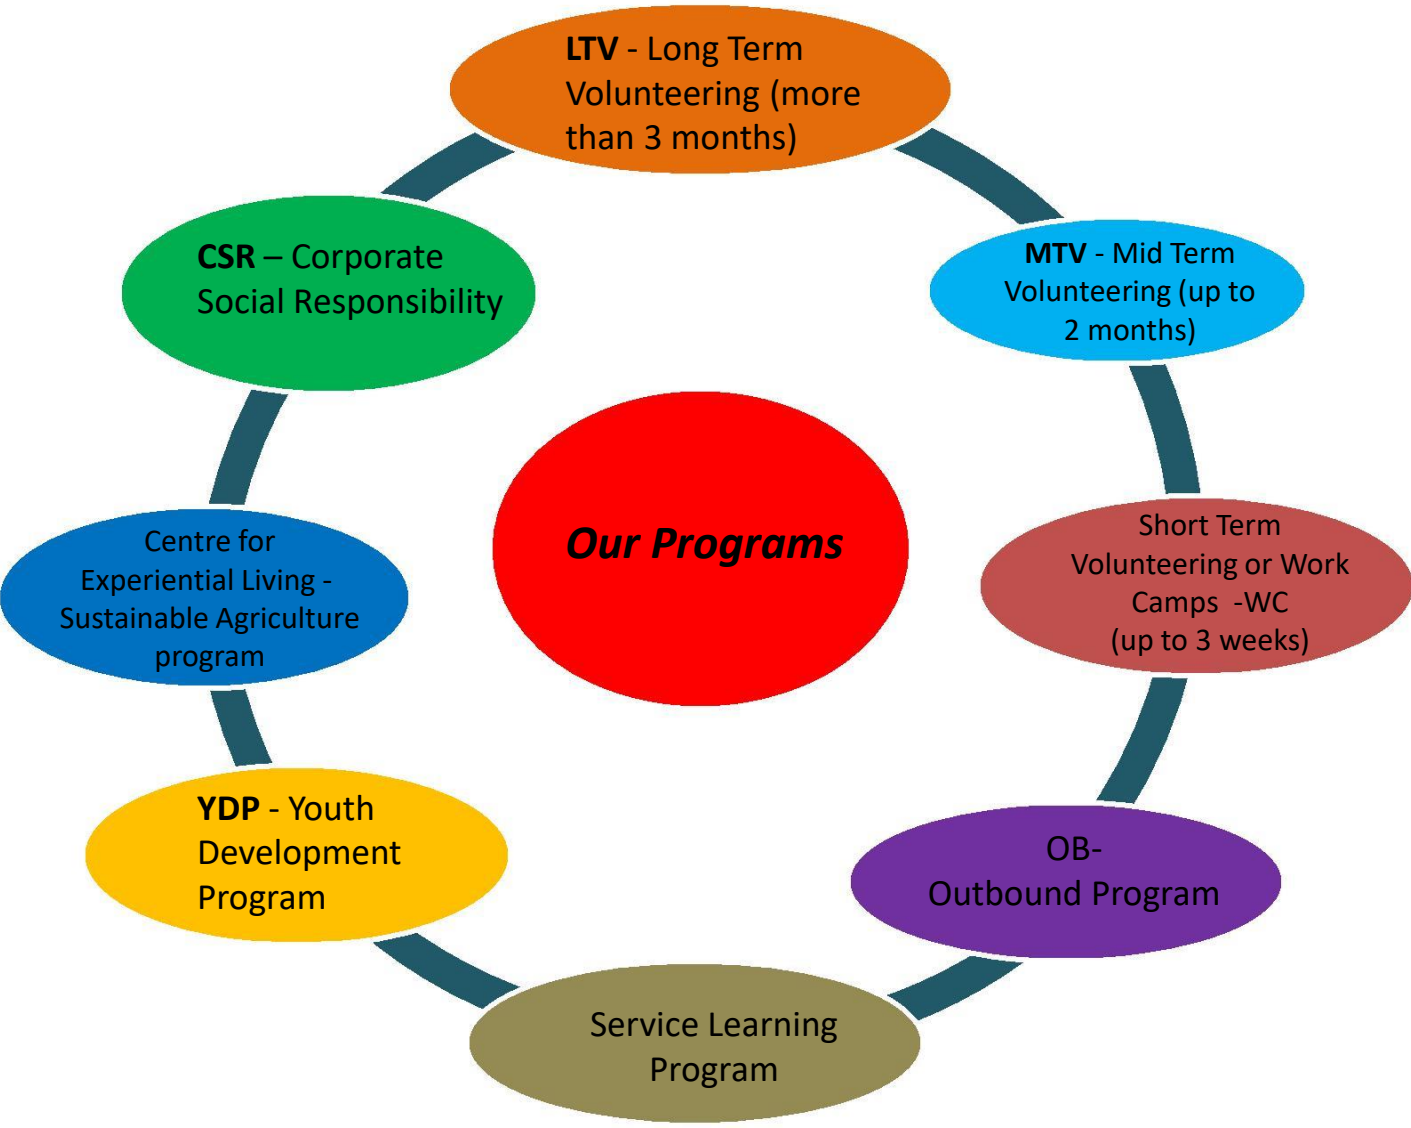 LTV - Long Term
Volunteering (more
than 3 months)
MTV - Mid Term
Volunteering (up to
2 months)
Short Term
Volunteering or Work
Camps -WC
(up to 3 weeks)
OB-
Outbound Program
Service Learning
Program
YDP - Youth
Development
Program
Centre for
Experiential Living -
Sustainable Agriculture
program
CSR – Corporate
Social Responsibility
Our Programs